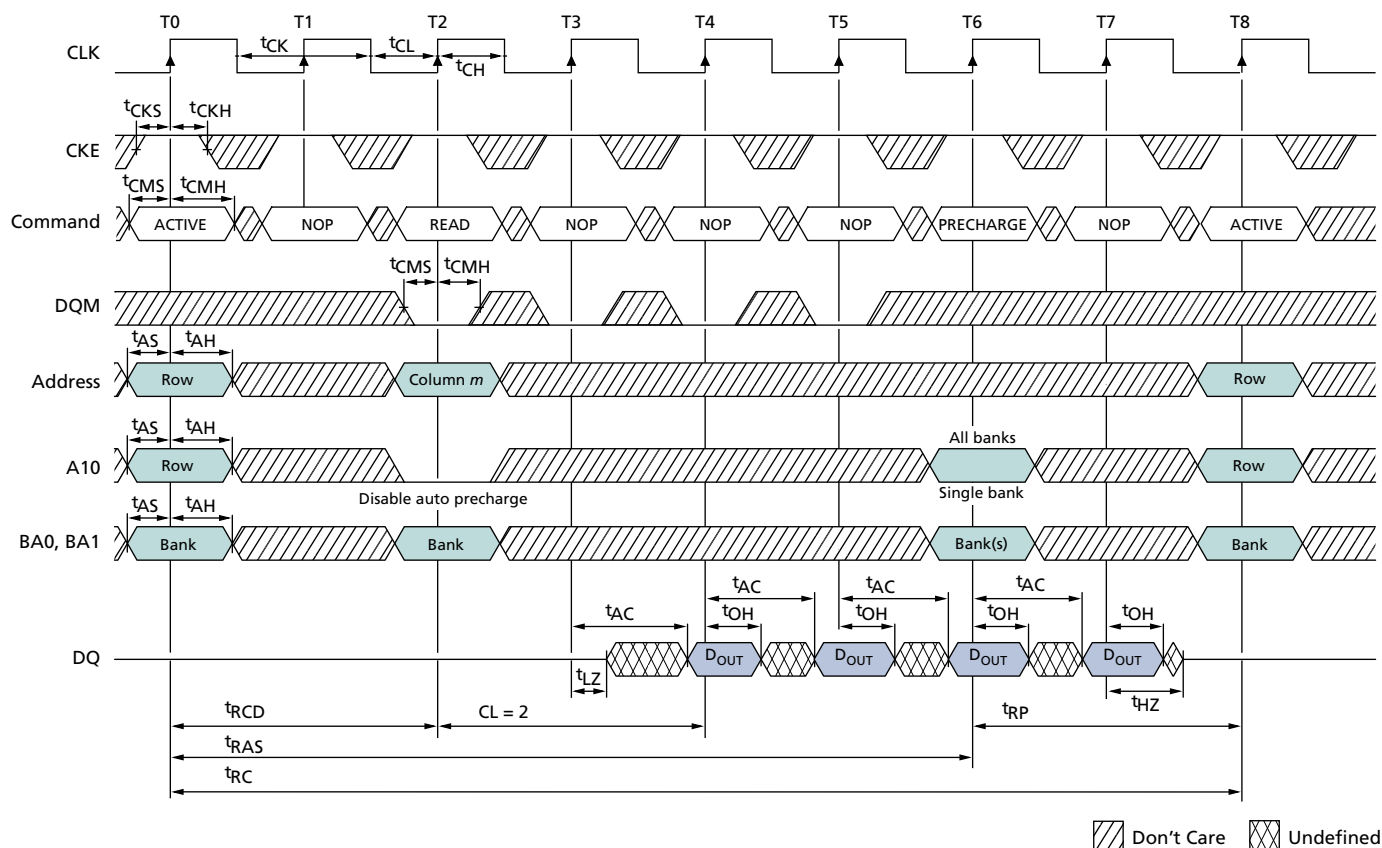 T0 T1 T2 T3 T4 T5 T6 T7 T8
CLK tCK tCL tCH
tCKS tCKH
CKE
tCMS tCMH
Command ACTIVE NOP READ NOP NOP NOP PRECHARGE NOP ACTIVE
tCMS tCMH
DQM
tAS tAH
Address Row Column m Row
tAS tAH All banks
A10 Row Row
Disable auto precharge Single bank
tAS tAH
BA0, BA1 Bank Bank Bank(s) Bank
tAC tAC tAC
tAC tOH tOH tOH tOH
DQ DOUT DOUT DOUT DOUT
tLZ tHZ
tRCD CL = 2 tRP
tRAS
tRC
Don't Care Undefined